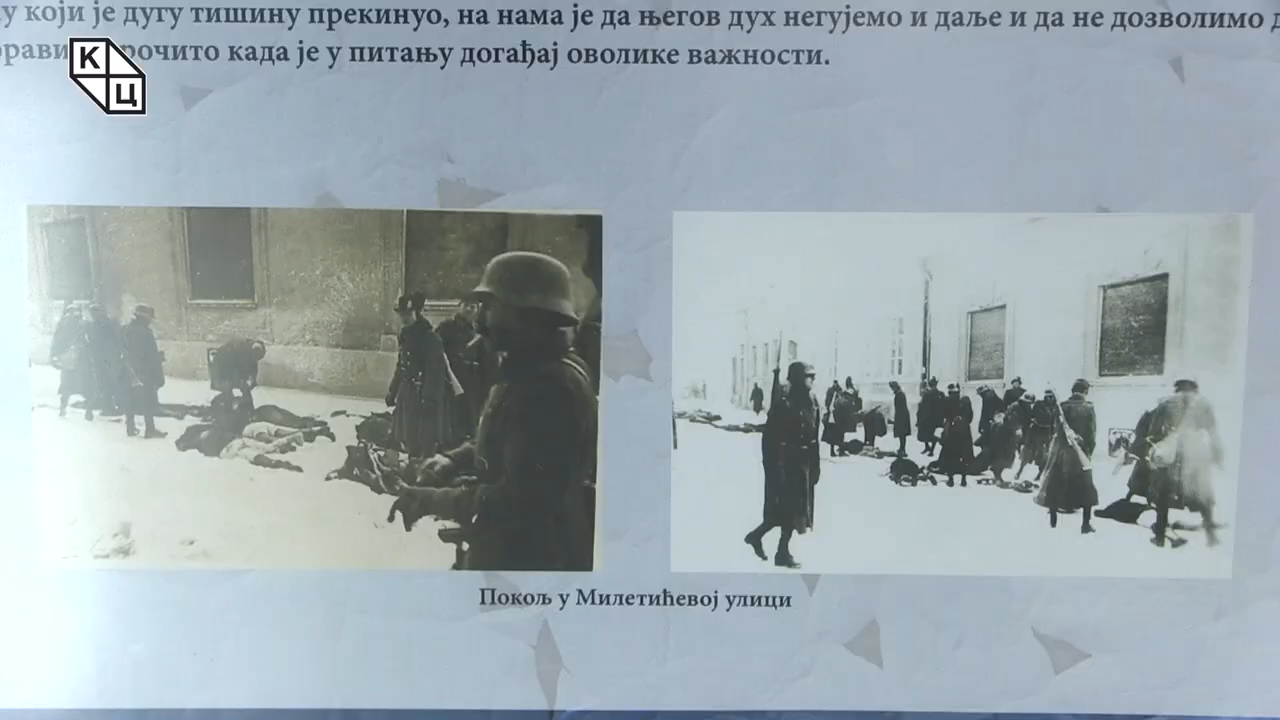 који је дугу тишину прекинуо, на нама је да његов дух негујемо и даље и да не дозволимо
када је у питању догађај оволике важности.
КЦ
Покољ у Милетићевој улици